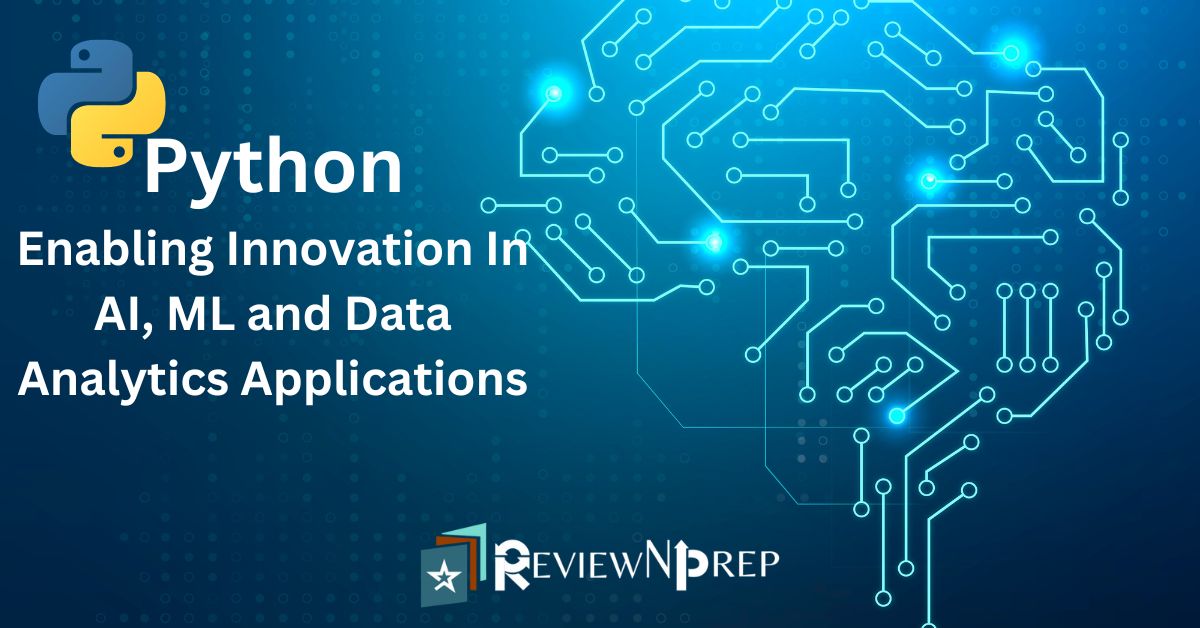 Python
Enabling Innovation In
AI, ML and Data
Analytics Applications
REVIEWNPREP